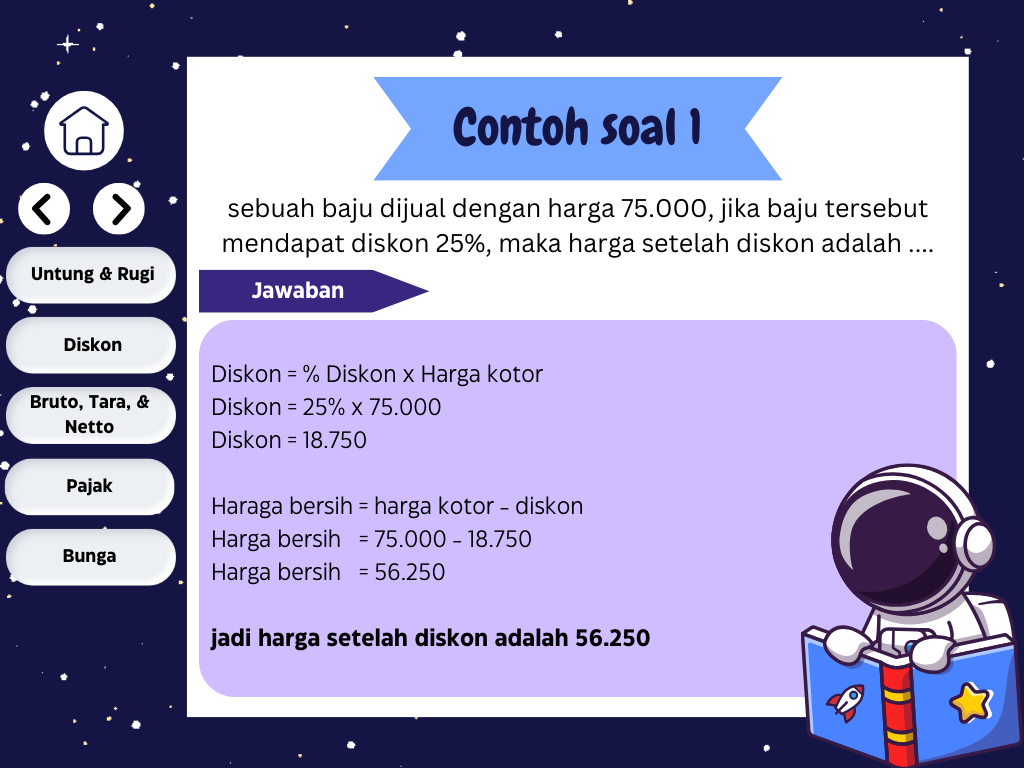 Contoh soal 1
sebuah baju dijual dengan harga 75.000, jika baju tersebut
mendapat diskon 25%, maka harga setelah diskon adalah ....
Jawaban
Diskon = % Diskon x Harga kotor
Diskon = 25% x 75.000
Diskon = 18.750
Haraga bersih = harga kotor - diskon
Harga bersih = 75.000 - 18.750
Harga bersih = 56.250
jadi harga setelah diskon adalah 56.250
Untung & Rugi
Diskon
Bruto, Tara, &
Netto
Pajak
Bunga